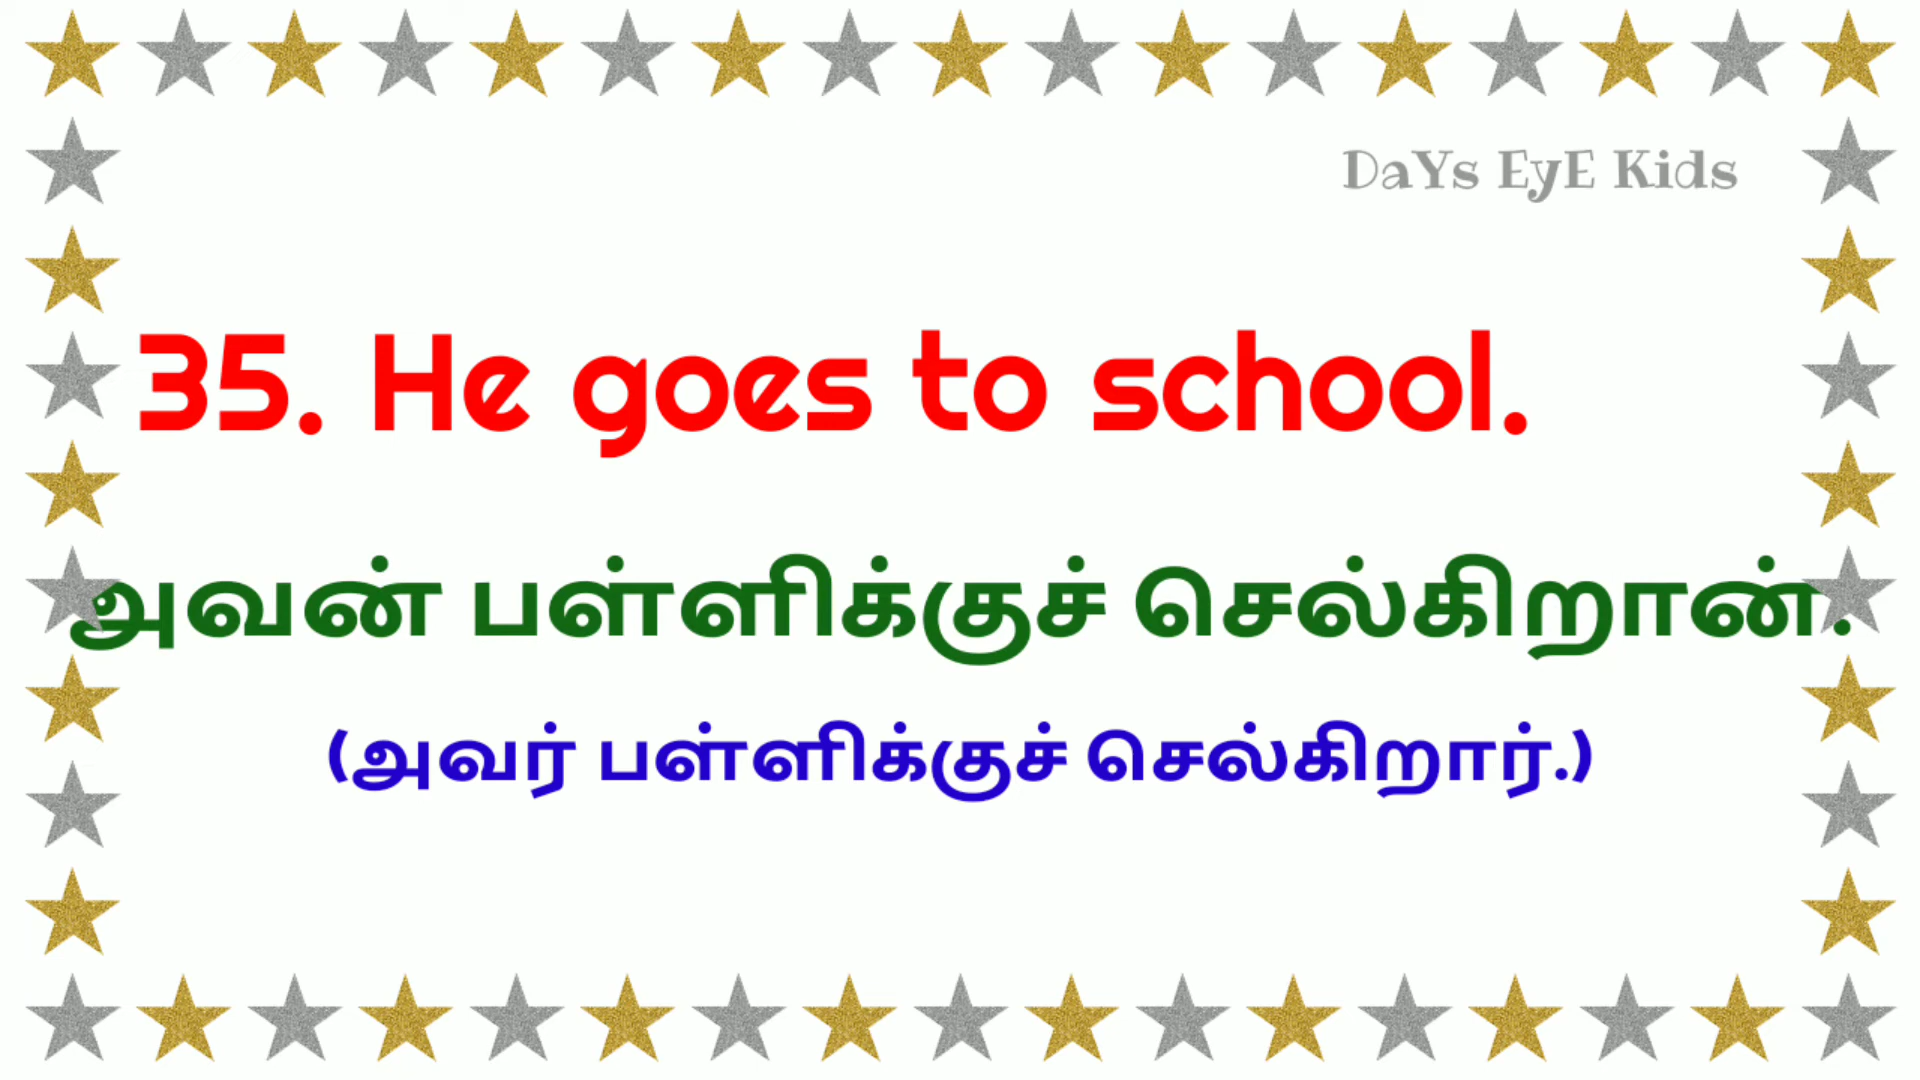 DaYs EyE Kids
35. He goes to school.
அவன் பள்ளிக்குச் செல்கிறான்.
(அவர் பள்ளிக்குச் செல்கிறார்.)